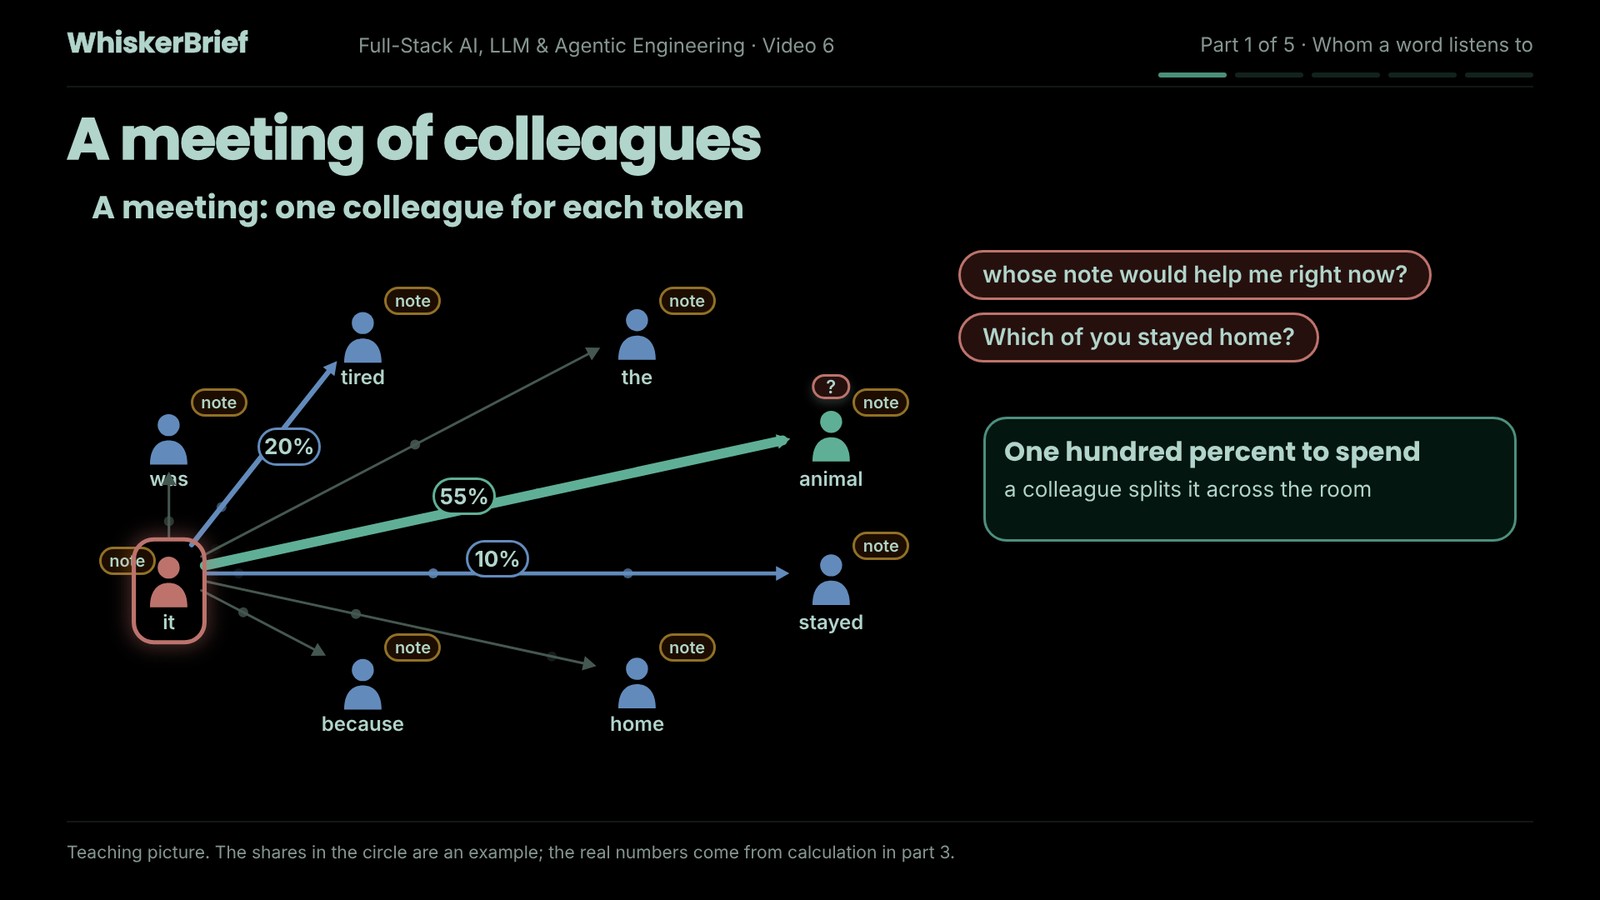 WhiskerBrief
Full-Stack AI, LLM & Agentic Engineering · Video 6
Part 1 of 5 · Whom a word listens to
A meeting of colleagues
A meeting: one colleague for each token
whose note would help me right now?
Which of you stayed home?
One hundred percent to spend
a colleague splits it across the room
note
tired
note
the
?
note
animal
note
was
20%
55%
10%
note
it
note
stayed
note
because
note
home
Teaching picture. The shares in the circle are an example; the real numbers come from calculation in part 3.